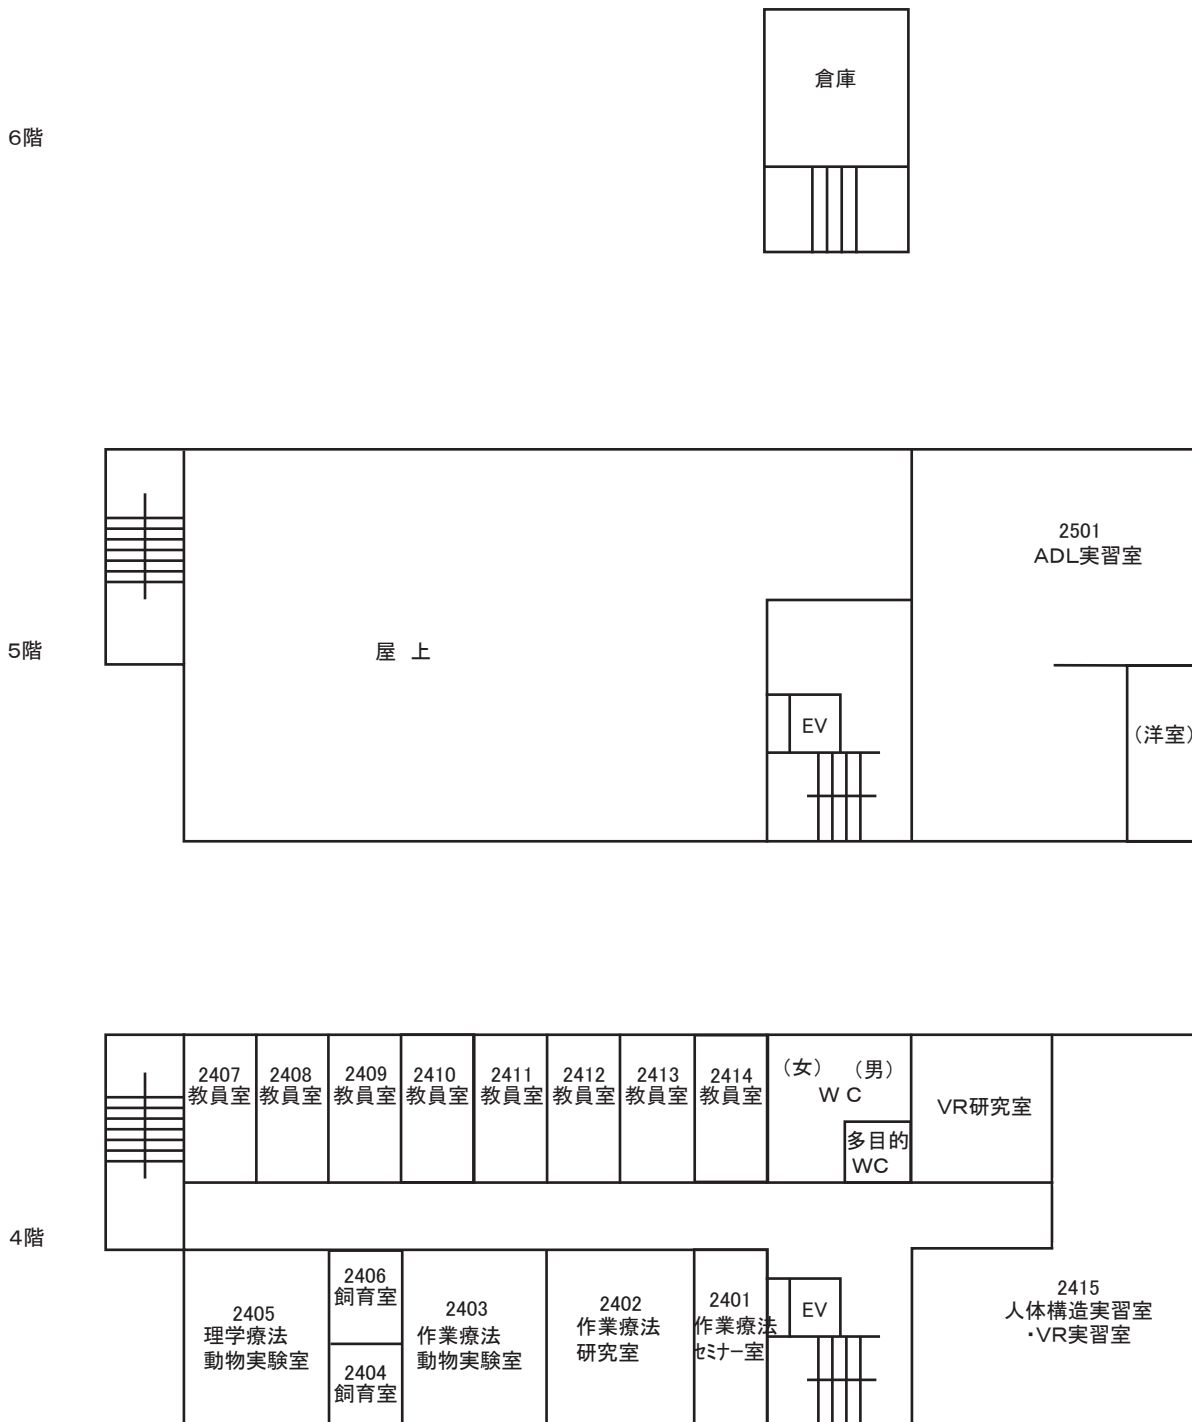 倉庫
6階
2501
ADL実習室
5階
屋 上
EV
(洋室)
2407
教員室
2408
教員室
2409
教員室
2410
教員室
2411
教員室
2412
教員室
2413
教員室
2414
教員室
(女) (男)
WC
多目的
WC
VR研究室
4階
2405
理学療法
動物実験室
2406
飼育室
2404
飼育室
2403
作業療法
動物実験室
2402
作業療法
研究室
2401
作業療法
セミナー室
EV
2415
人体構造実習室
・VR実習室